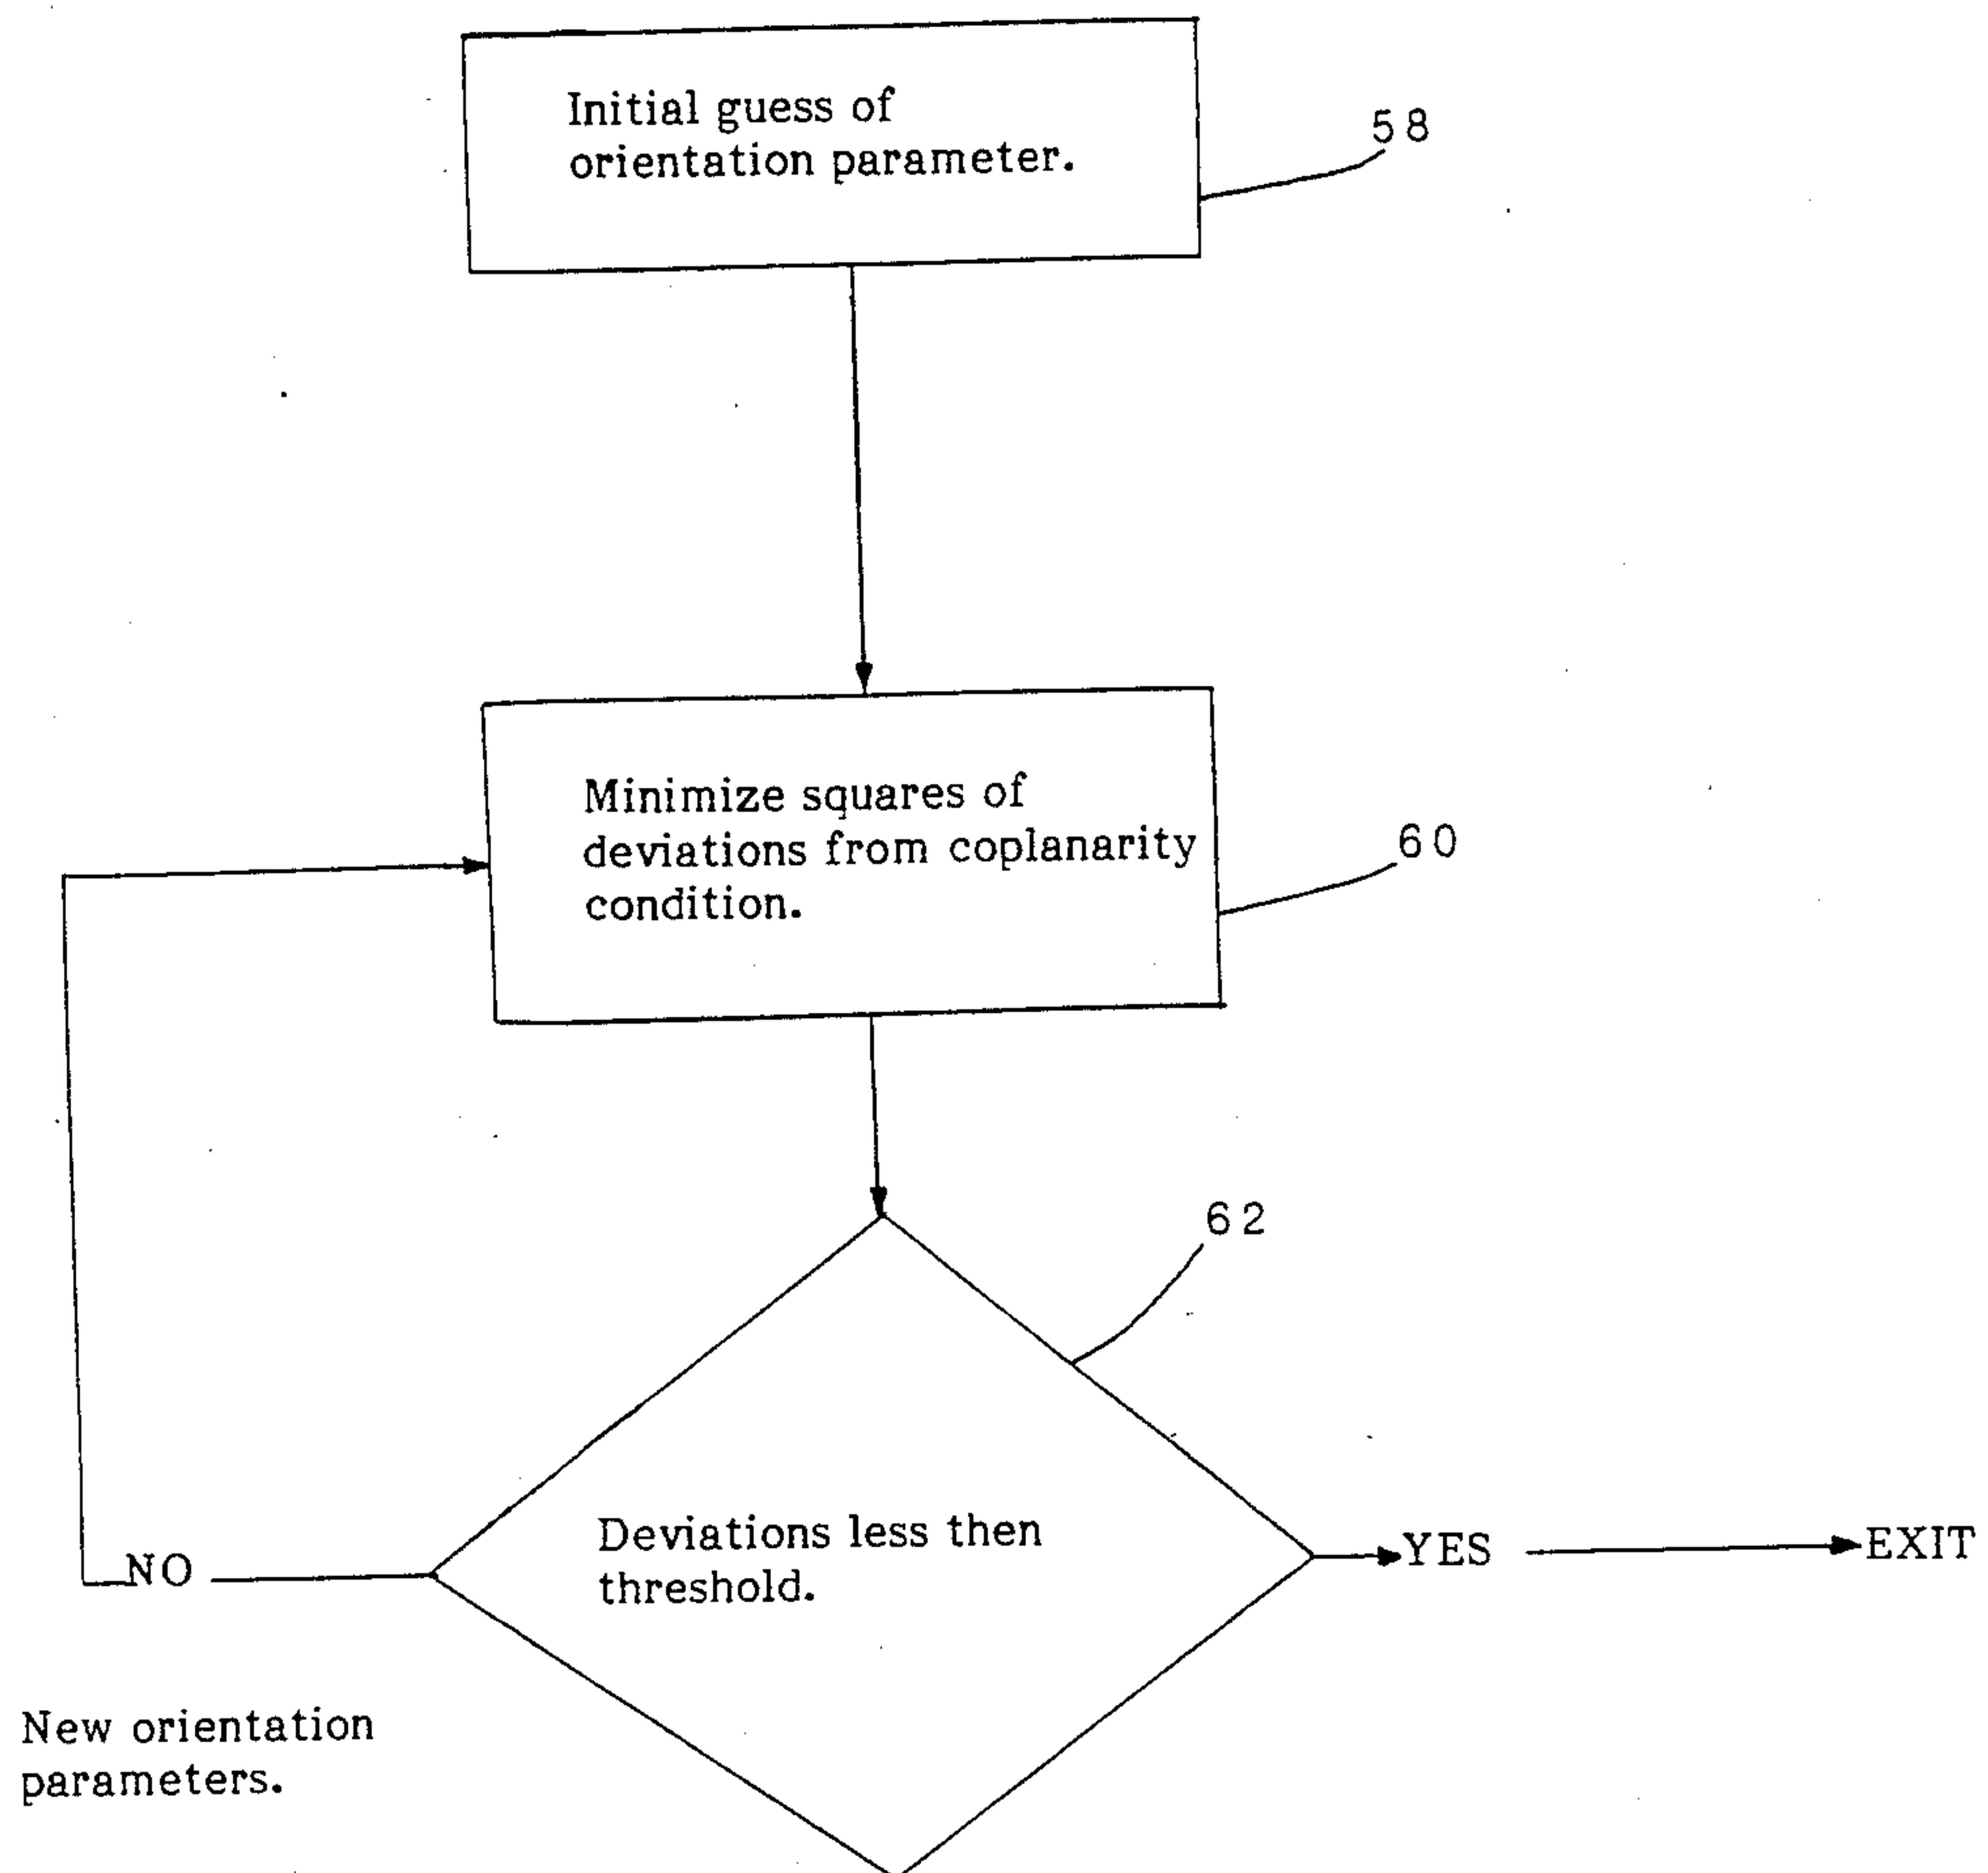 Initial guess of
orientation parameter.
58
Minimize squares of
deviations from coplanarity
condition.
60
62
Deviations less then
threshold.
NO
YES
EXIT
New orientation
parameters.